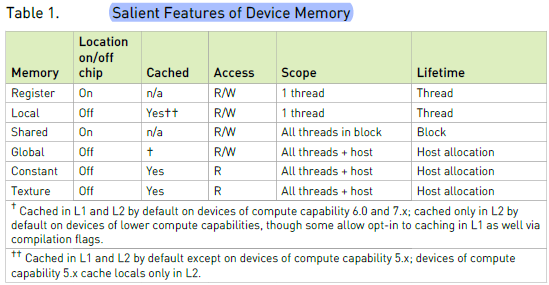 Table 1. Salient Features of Device Memory
Location
on/off
Memory chip Cached Access Scope Lifetime
Register On n/a R/W 1 thread Thread
Local Off Yes†† R/W 1 thread Thread
Shared On n/a R/W All threads in block Block
Global Off † R/W All threads + host Host allocation
Constant Off Yes R All threads + host Host allocation
Texture Off Yes R All threads + host Host allocation
† Cached in L1 and L2 by default on devices of compute capability 6.0 and 7.x; cached only in L2 by
default on devices of lower compute capabilities, though some allow opt-in to caching in L1 as well via
compilation flags.
†† Cached in L1 and L2 by default except on devices of compute capability 5.x; devices of compute
capability 5.x cache locals only in L2.